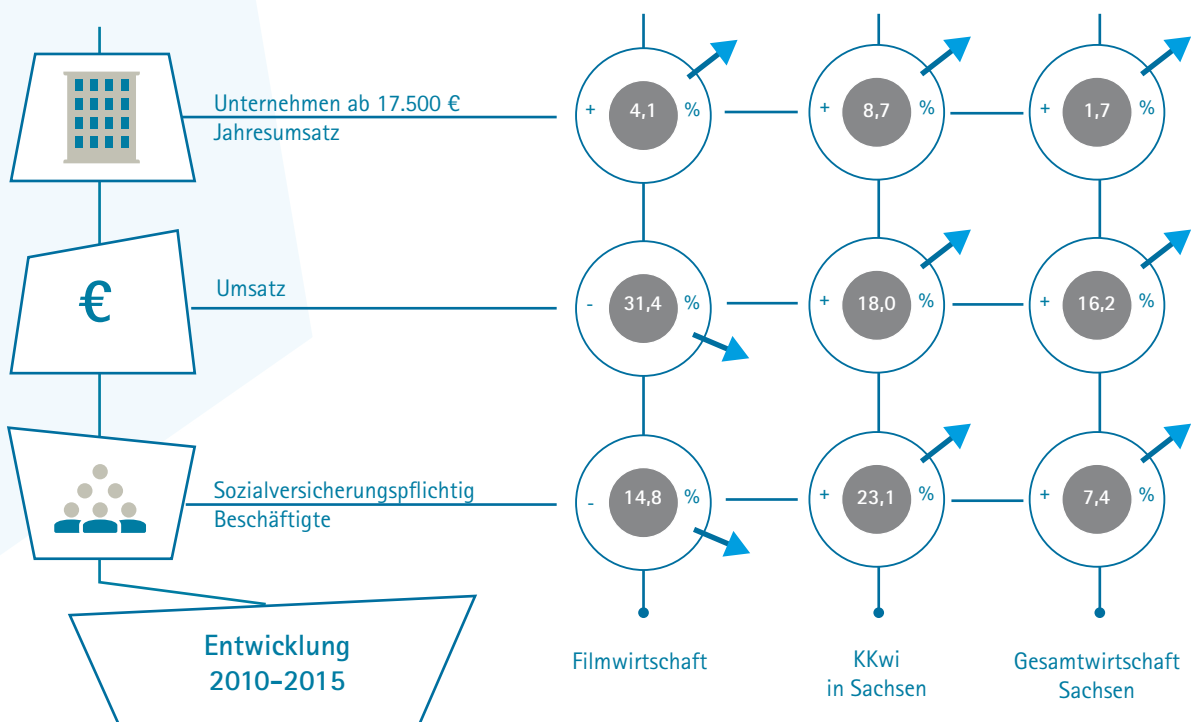 Unternehmen ab 17.500 €
Jahresumsatz
+ 4,1 %
+ 8,7 %
+ 1,7 %
€
Umsatz
- 31,4 %
+ 18,0 %
+ 16,2 %
Sozialversicherungspflichtig
Beschäftigte
- 14,8 %
+ 23,1 %
+ 7,4 %
Entwicklung
2010-2015
Filmwirtschaft
KKwi
in Sachsen
Gesamtwirtschaft
Sachsen